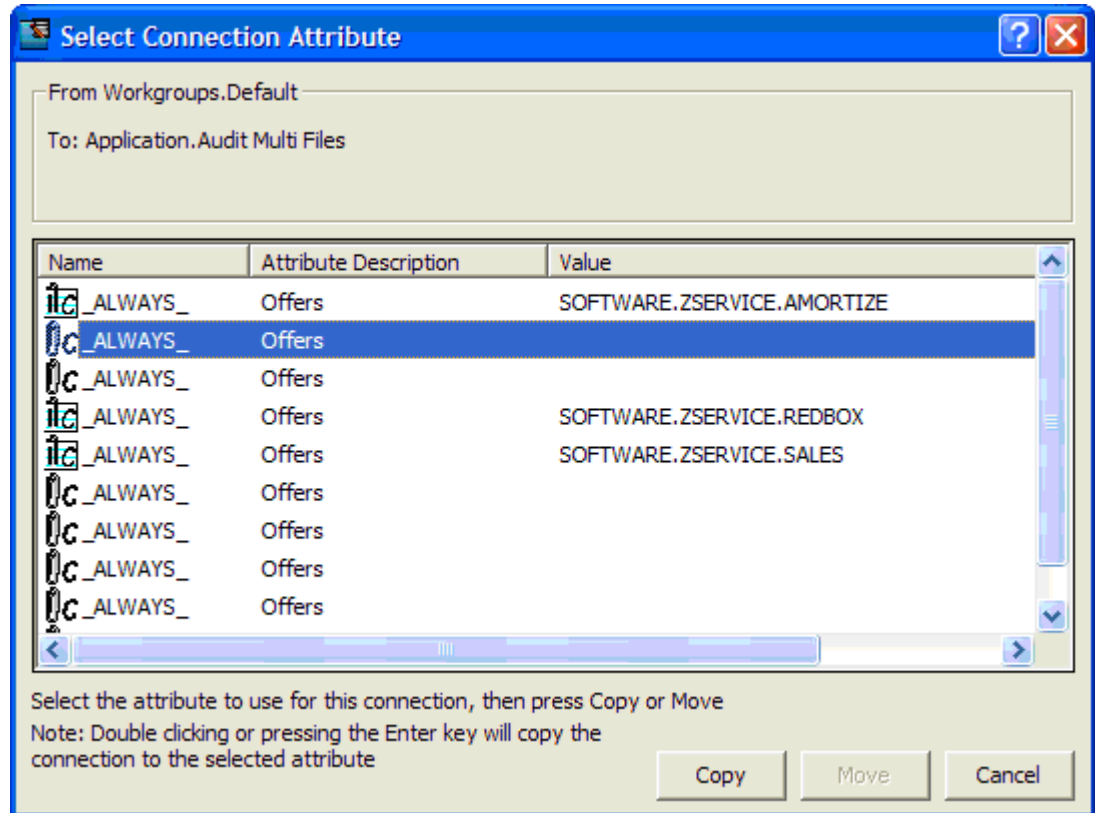 Select Connection Attribute
From Workgroups.Default
To: Application.Audit Multi Files
Name Attribute Description Value
_ALWAYS_ Offers SOFTWARE.ZSERVICE.AMORTIZE
_ALWAYS_ Offers
_ALWAYS_ Offers
_ALWAYS_ Offers SOFTWARE.ZSERVICE.REDBOX
_ALWAYS_ Offers SOFTWARE.ZSERVICE.SALES
_ALWAYS_ Offers
_ALWAYS_ Offers
_ALWAYS_ Offers
_ALWAYS_ Offers
Select the attribute to use for this connection, then press Copy or Move
Note: Double clicking or pressing the Enter key will copy the
connection to the selected attribute
Copy Move Cancel